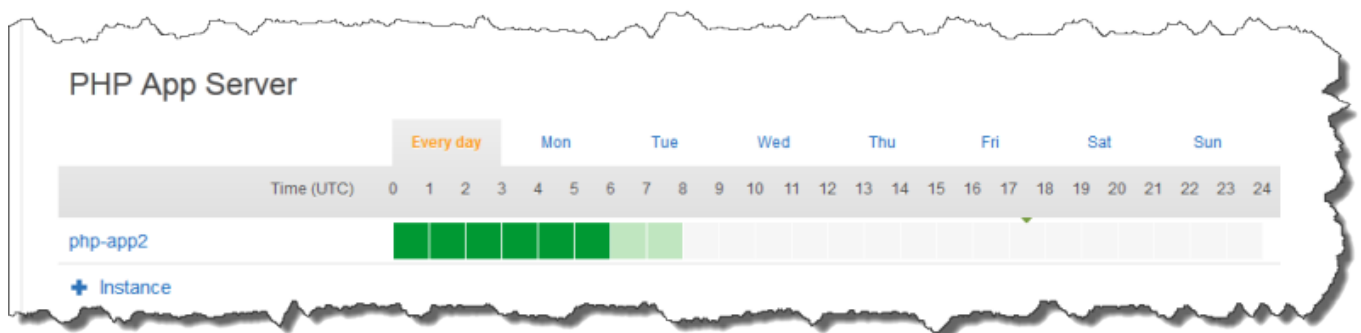 PHP App Server
Every day Mon Tue Wed Thu Fri Sat Sun
Time (UTC) 0 1 2 3 4 5 6 7 8 9 10 11 12 13 14 15 16 17 18 19 20 21 22 23 24
php-app2
+ Instance